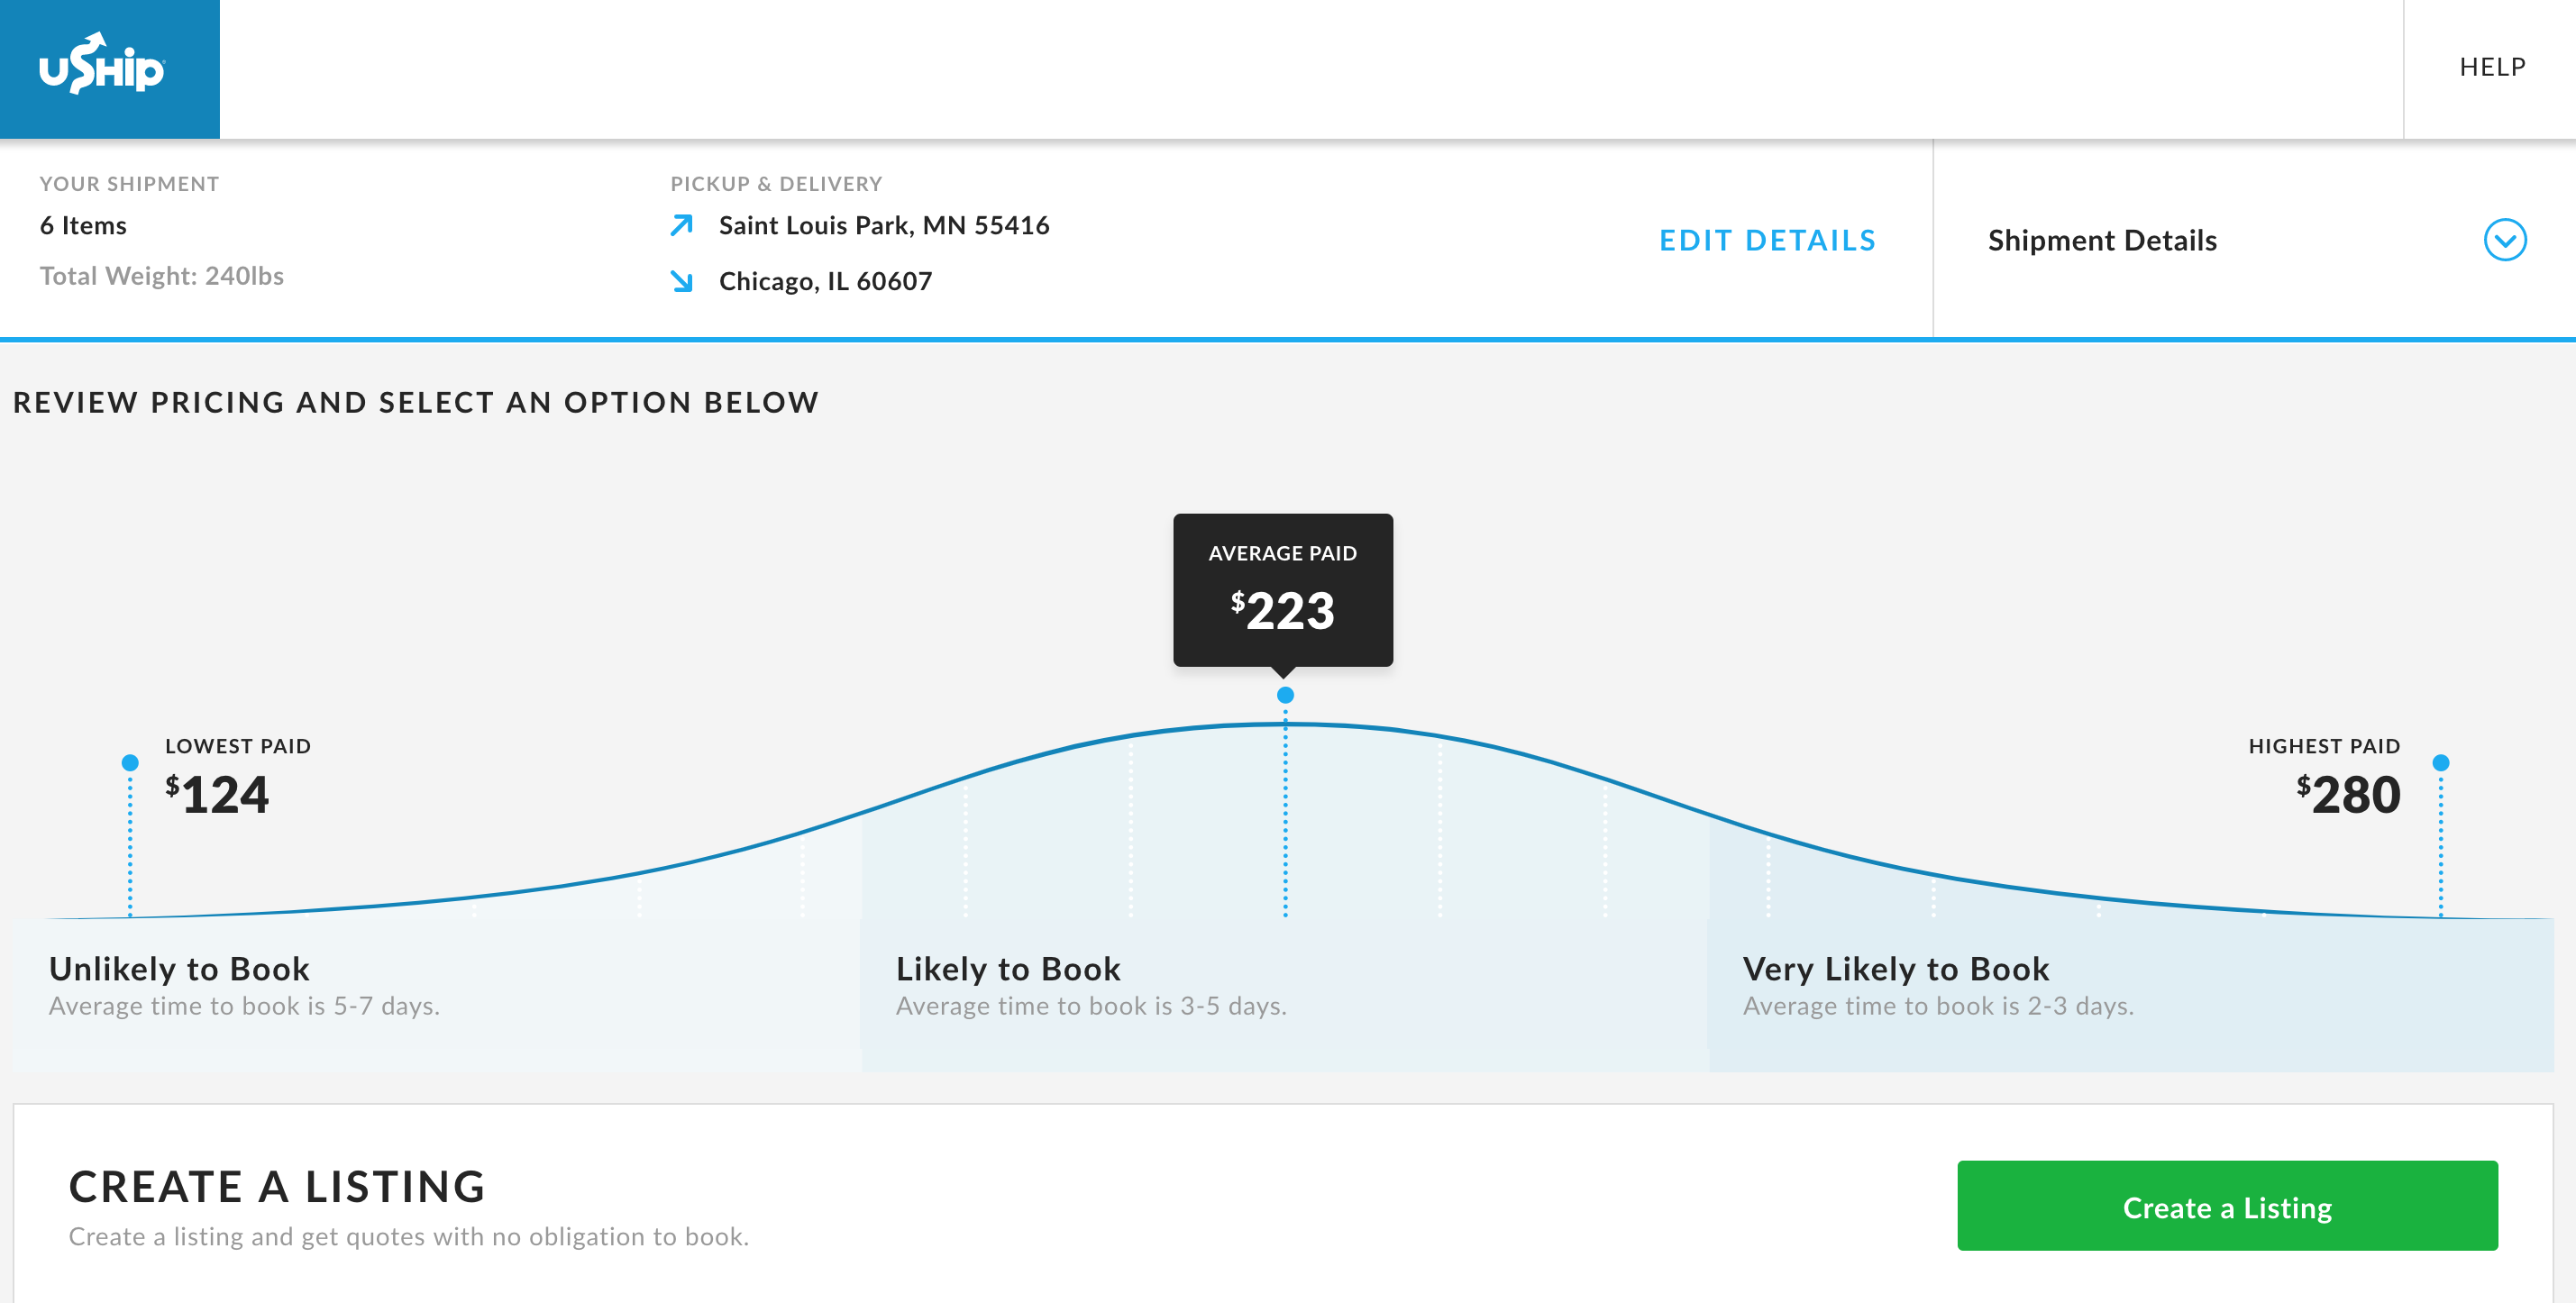 uShip
HELP
YOUR SHIPMENT
6 Items
Total Weight: 240lbs
PICKUP & DELIVERY
Saint Louis Park, MN 55416
Chicago, IL 60607
EDIT DETAILS
Shipment Details
REVIEW PRICING AND SELECT AN OPTION BELOW
AVERAGE PAID
$223
LOWEST PAID
$124
HIGHEST PAID
$280
Unlikely to Book
Average time to book is 5-7 days.
Likely to Book
Average time to book is 3-5 days.
Very Likely to Book
Average time to book is 2-3 days.
CREATE A LISTING
Create a listing and get quotes with no obligation to book.
Create a Listing